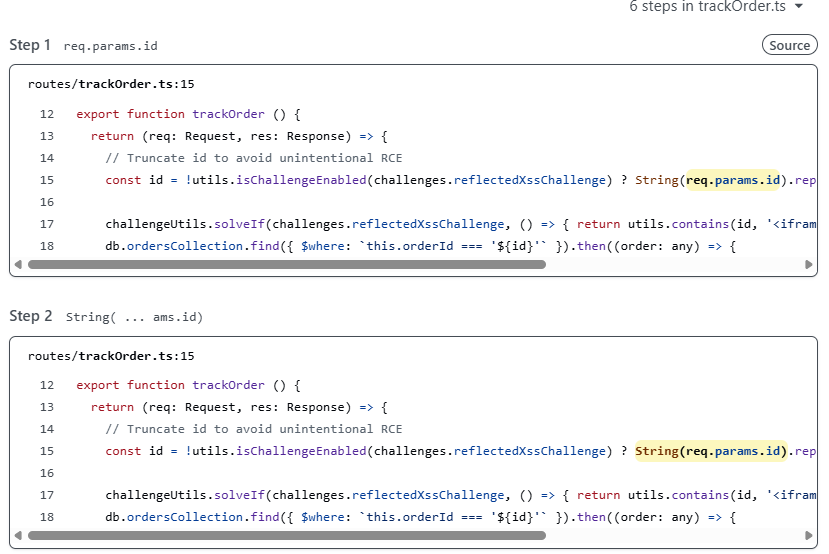 6 steps in trackOrder.ts
Step 1 req.params.id
Source
routes/trackOrder.ts:15
12 export function trackOrder () {
13 return (req: Request, res: Response) => {
14 // Truncate id to avoid unintentional RCE
15 const id = !utils.isChallengeEnabled(challenges.reflectedXssChallenge) ? String(req.params.id).rep
16
17 challengeUtils.solveIf(challenges.reflectedXssChallenge, () => { return utils.contains(id, '<ifram
18 db.ordersCollection.find({ $where: `this.orderId === '${id}'` }).then((order: any) => {
Step 2 String( ... ams.id)
routes/trackOrder.ts:15
12 export function trackOrder () {
13 return (req: Request, res: Response) => {
14 // Truncate id to avoid unintentional RCE
15 const id = !utils.isChallengeEnabled(challenges.reflectedXssChallenge) ? String(req.params.id).rep
16
17 challengeUtils.solveIf(challenges.reflectedXssChallenge, () => { return utils.contains(id, '<ifram
18 db.ordersCollection.find({ $where: `this.orderId === '${id}'` }).then((order: any) => {